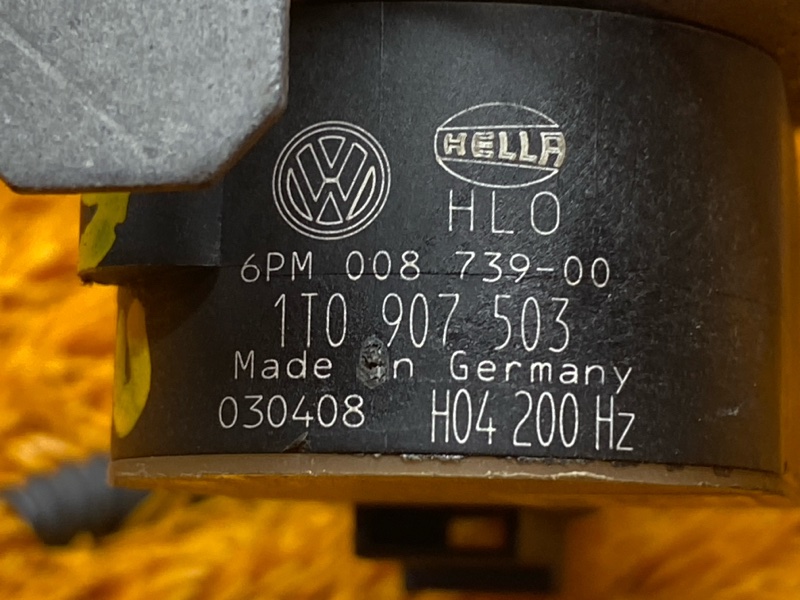 HELLA
HLO
6PM 008 739-00
1T0 907 503
Made in Germany
030408 H04 200 Hz